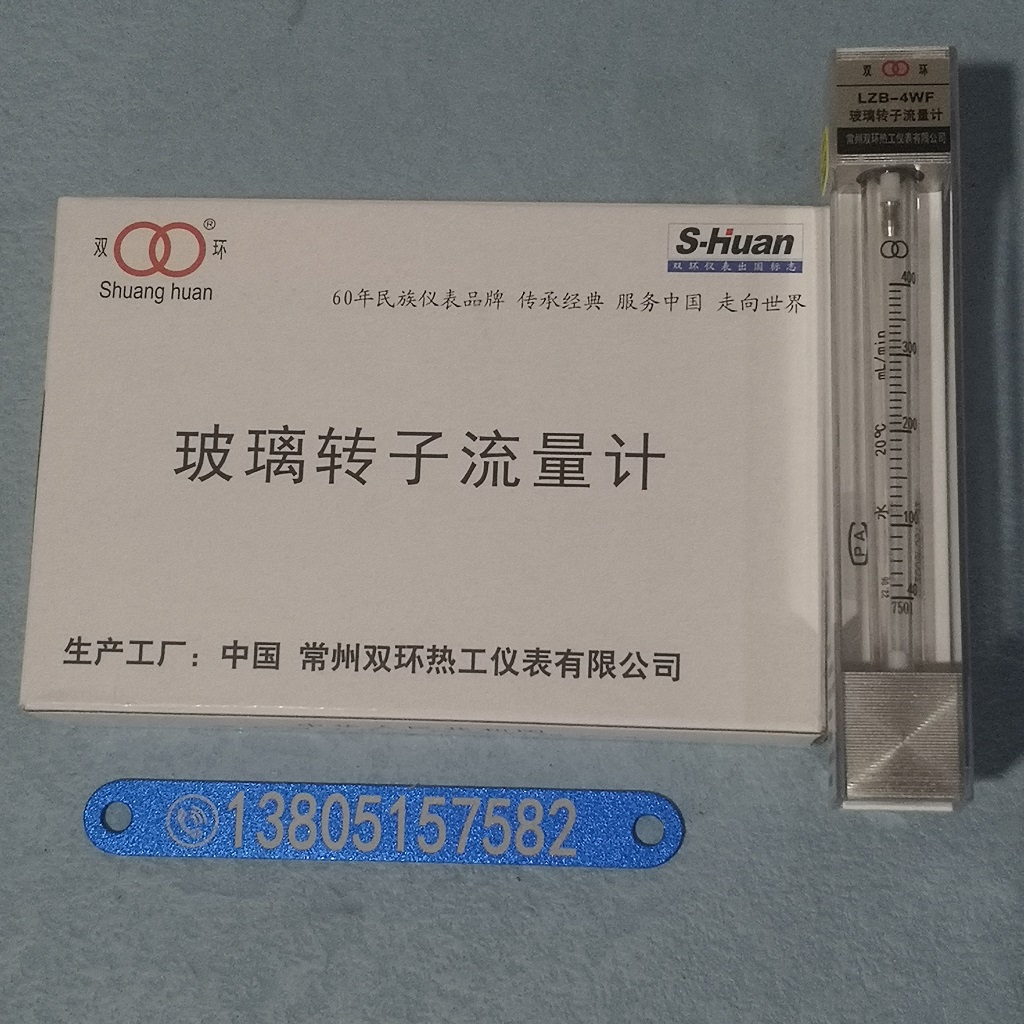 双 ® 环
Shuang huan
S-Huan
双环仪表出国标志
60年民族仪表品牌 传承经典 服务中国 走向世界
玻璃转子流量计
生产工厂：中国 常州双环热工仪表有限公司
双 环
LZB-4WF
玻璃转子流量计
常州双环热工仪表有限公司
400
mL/min
300
200
20℃
水
100
PA
750
13805157582